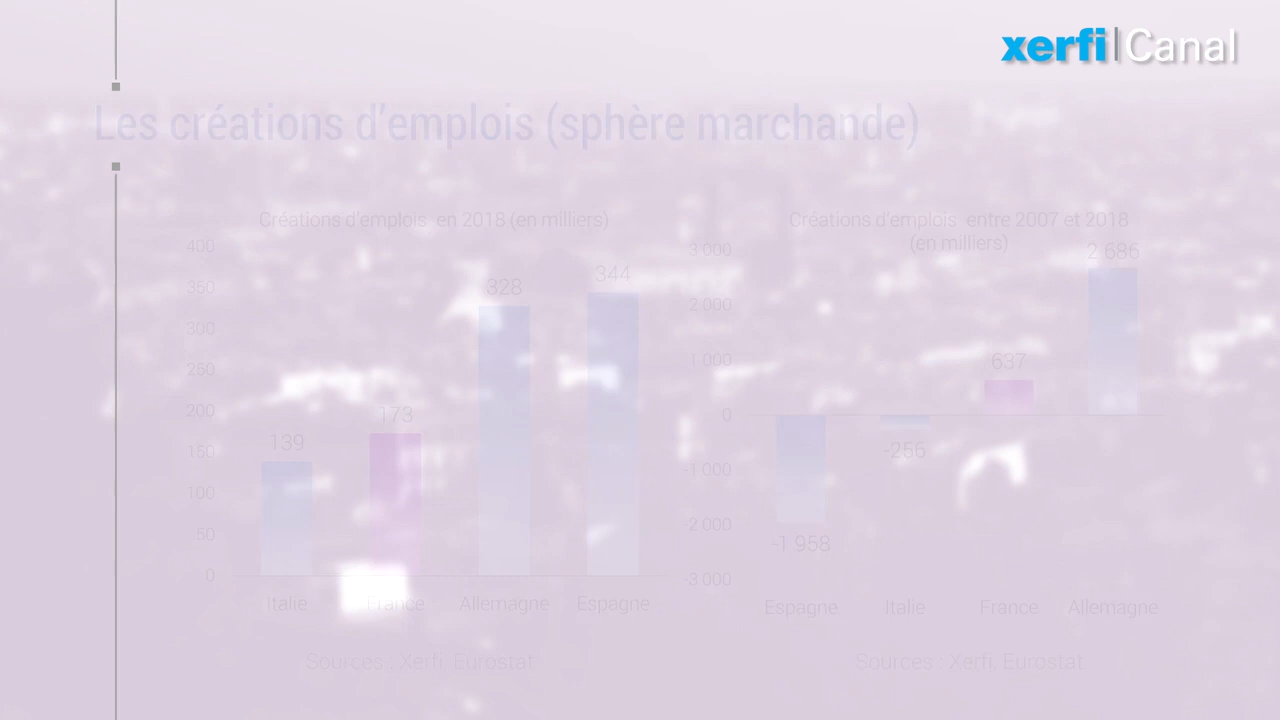 xerfi Canal
Les créations d'emplois (sphère marchande)
Créations d'emplois en 2018 (en milliers)
400
350
300
250
200
150
100
50
0
139
173
328
344
Italie
France
Allemagne
Espagne
Sources : Xerfi, Eurostat
Créations d'emplois entre 2007 et 2018
(en milliers)
3 000
2 000
1 000
0
-1 000
-2 000
-3 000
-1 958
-256
637
2 686
Espagne
Italie
France
Allemagne
Sources : Xerfi, Eurostat